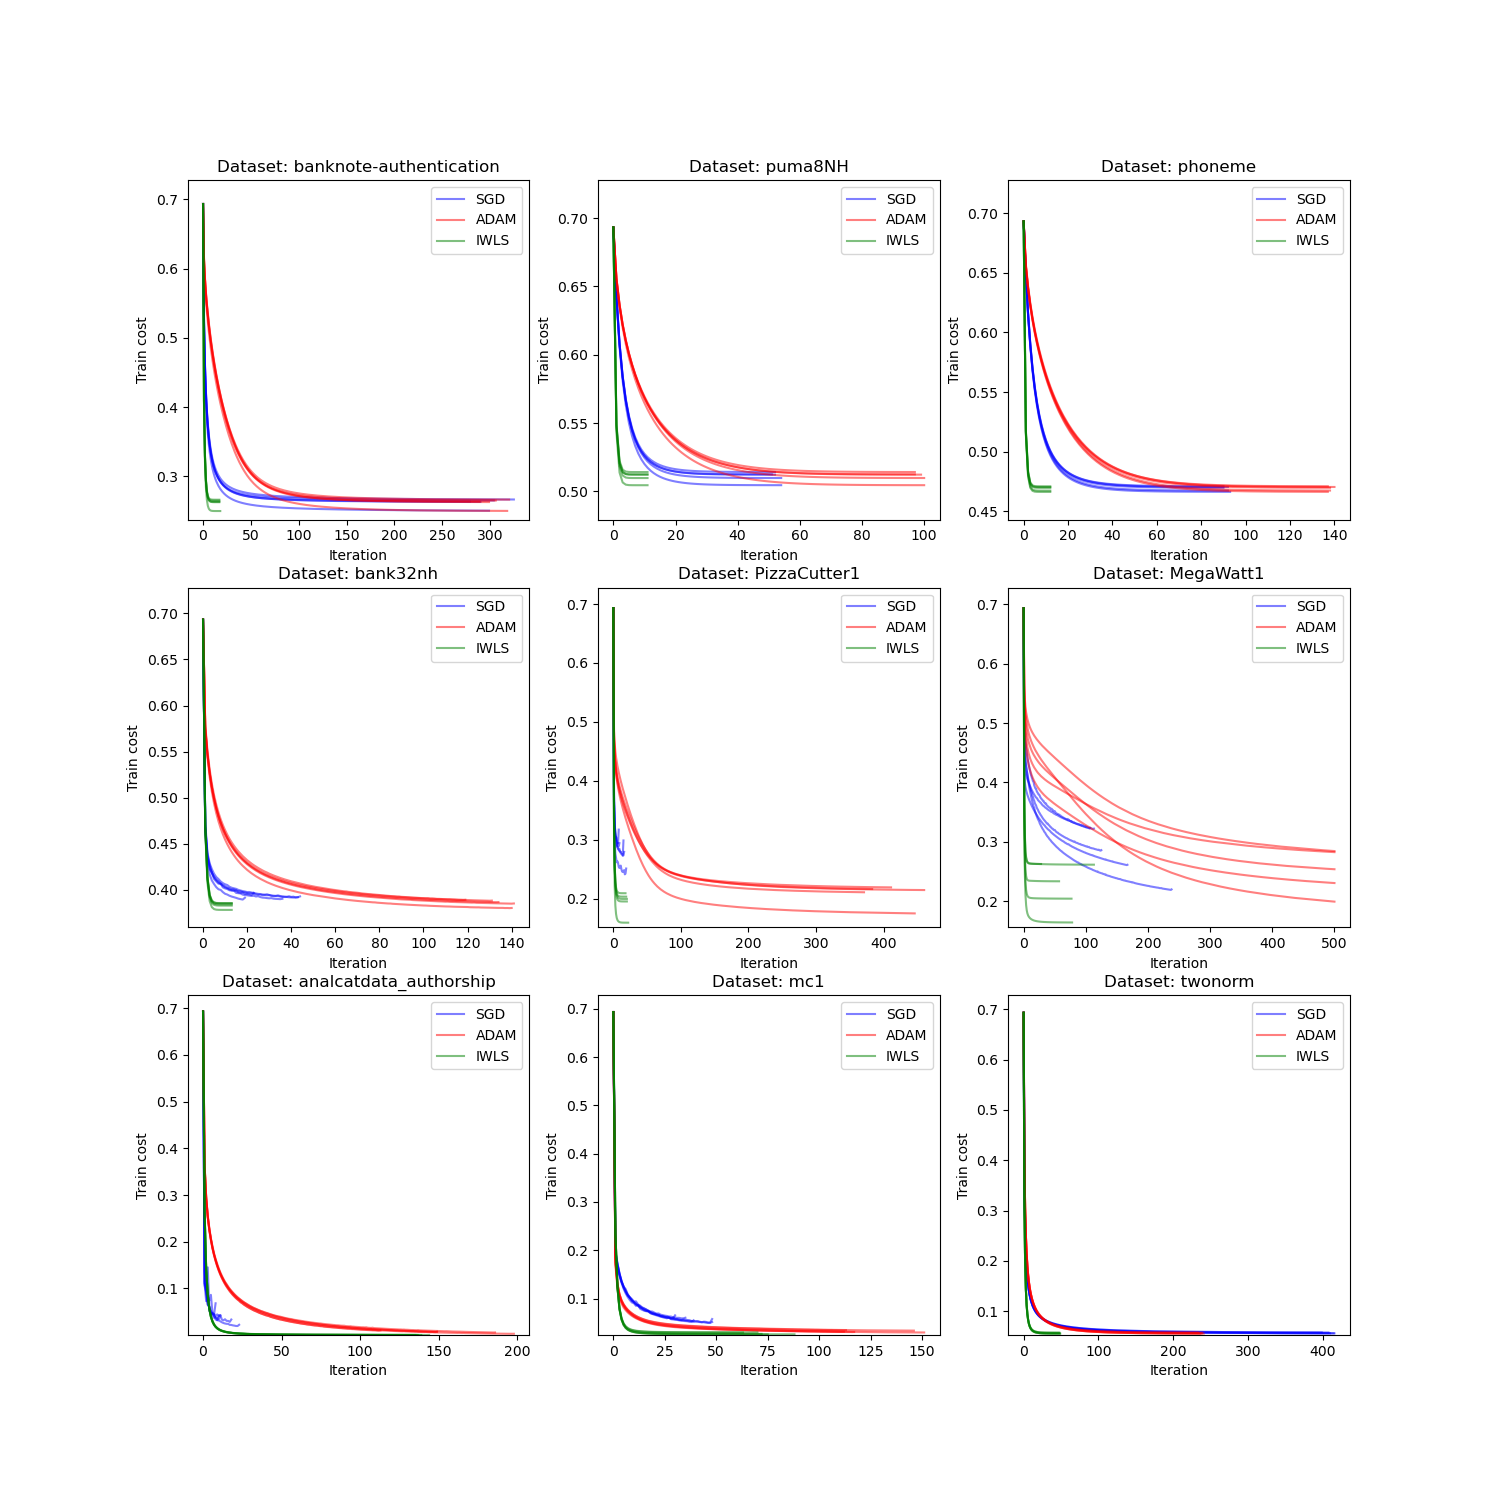 Dataset: banknote-authentication
SGD
ADAM
IWLS
0.7
0.6
0.5
0.4
0.3
Train cost
0 50 100 150 200 250 300
Iteration
Dataset: puma8NH
SGD
ADAM
IWLS
0.70
0.65
0.60
0.55
0.50
Train cost
0 20 40 60 80 100
Iteration
Dataset: phoneme
SGD
ADAM
IWLS
0.70
0.65
0.60
0.55
0.50
0.45
Train cost
0 20 40 60 80 100 120 140
Iteration
Dataset: bank32nh
SGD
ADAM
IWLS
0.70
0.65
0.60
0.55
0.50
0.45
0.40
Train cost
0 20 40 60 80 100 120 140
Iteration
Dataset: PizzaCutter1
SGD
ADAM
IWLS
0.7
0.6
0.5
0.4
0.3
0.2
Train cost
0 100 200 300 400
Iteration
Dataset: MegaWatt1
SGD
ADAM
IWLS
0.7
0.6
0.5
0.4
0.3
0.2
Train cost
0 100 200 300 400 500
Iteration
Dataset: analcatdata_authorship
SGD
ADAM
IWLS
0.7
0.6
0.5
0.4
0.3
0.2
0.1
Train cost
0 50 100 150 200
Iteration
Dataset: mc1
SGD
ADAM
IWLS
0.7
0.6
0.5
0.4
0.3
0.2
0.1
Train cost
0 25 50 75 100 125 150
Iteration
Dataset: twonorm
SGD
ADAM
IWLS
0.7
0.6
0.5
0.4
0.3
0.2
0.1
Train cost
0 100 200 300 400
Iteration